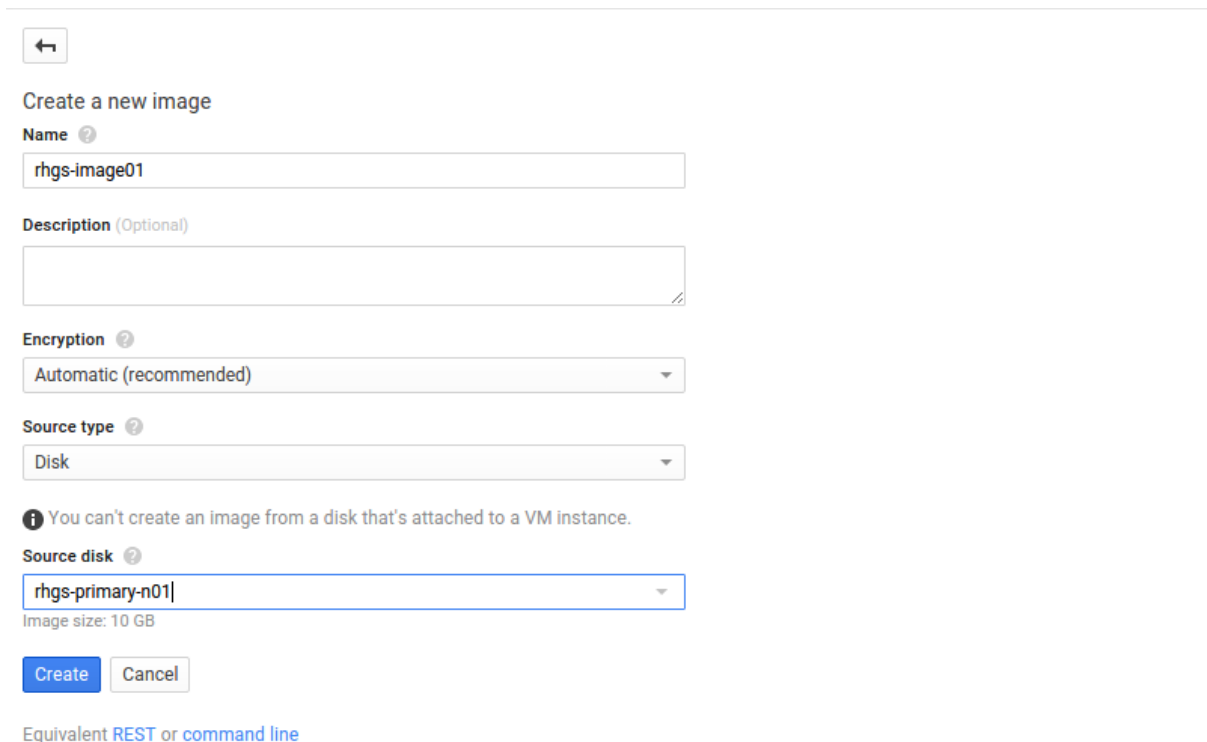 Create a new image
Name
rhgs-image01
Description (Optional)
Encryption
Automatic (recommended)
Source type
Disk
You can't create an image from a disk that's attached to a VM instance.
Source disk
rhgs-primary-n01
Image size: 10 GB
Create Cancel
Equivalent REST or command line